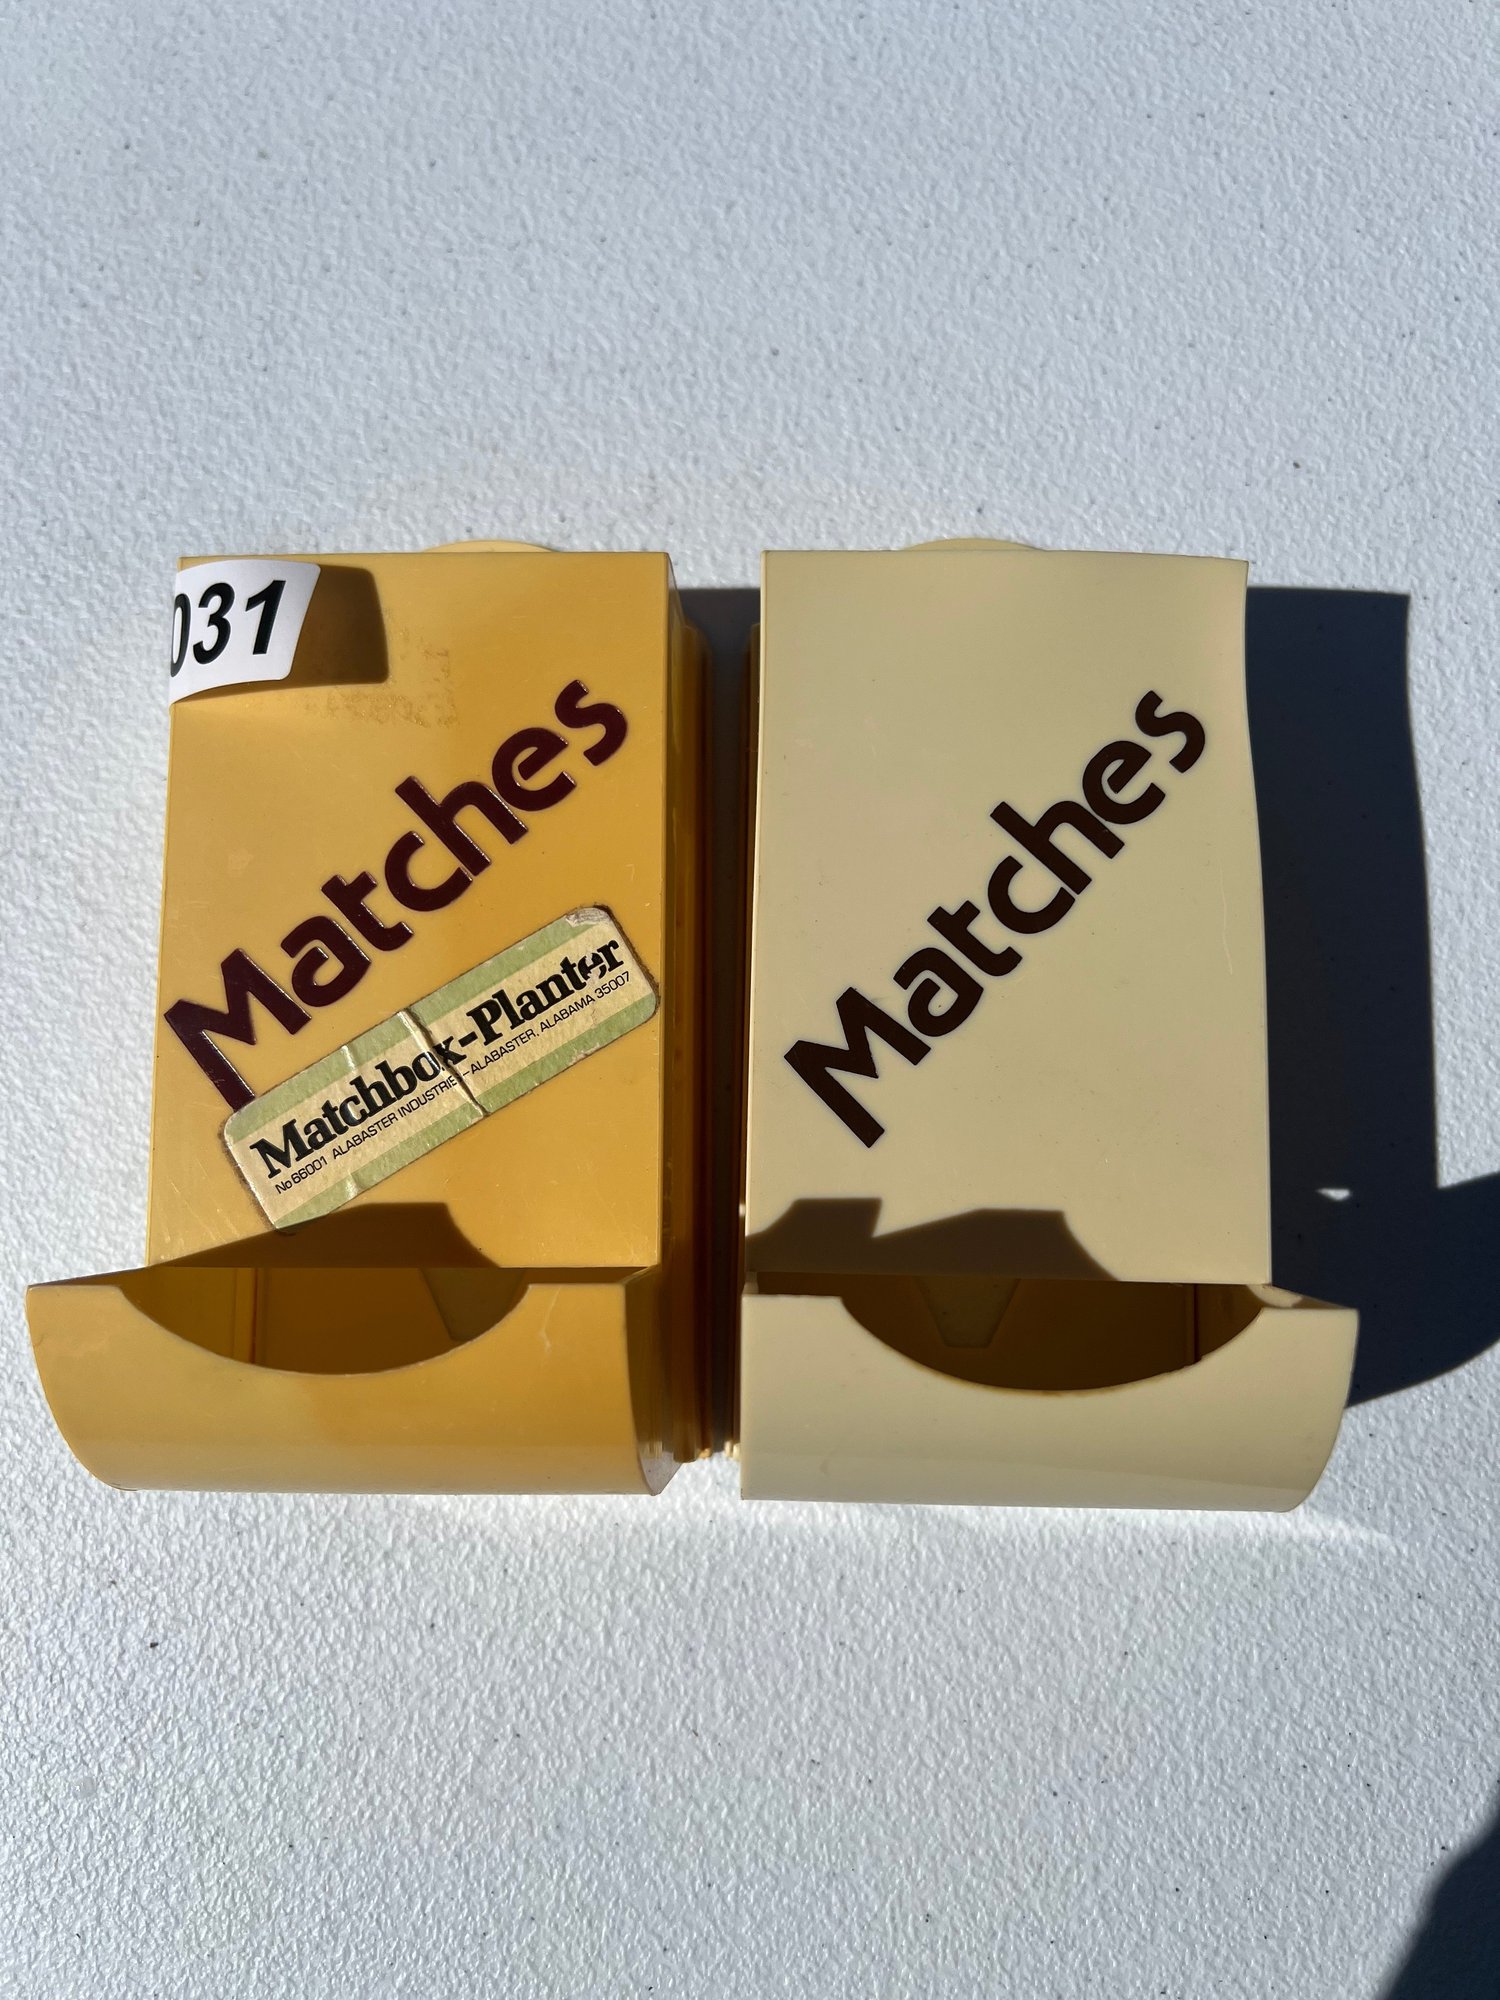 031
Matches
Matchbox-Planter
No 66001 ALABASTER INDUSTRIES-ALABASTER, ALABAMA 35007
Matches